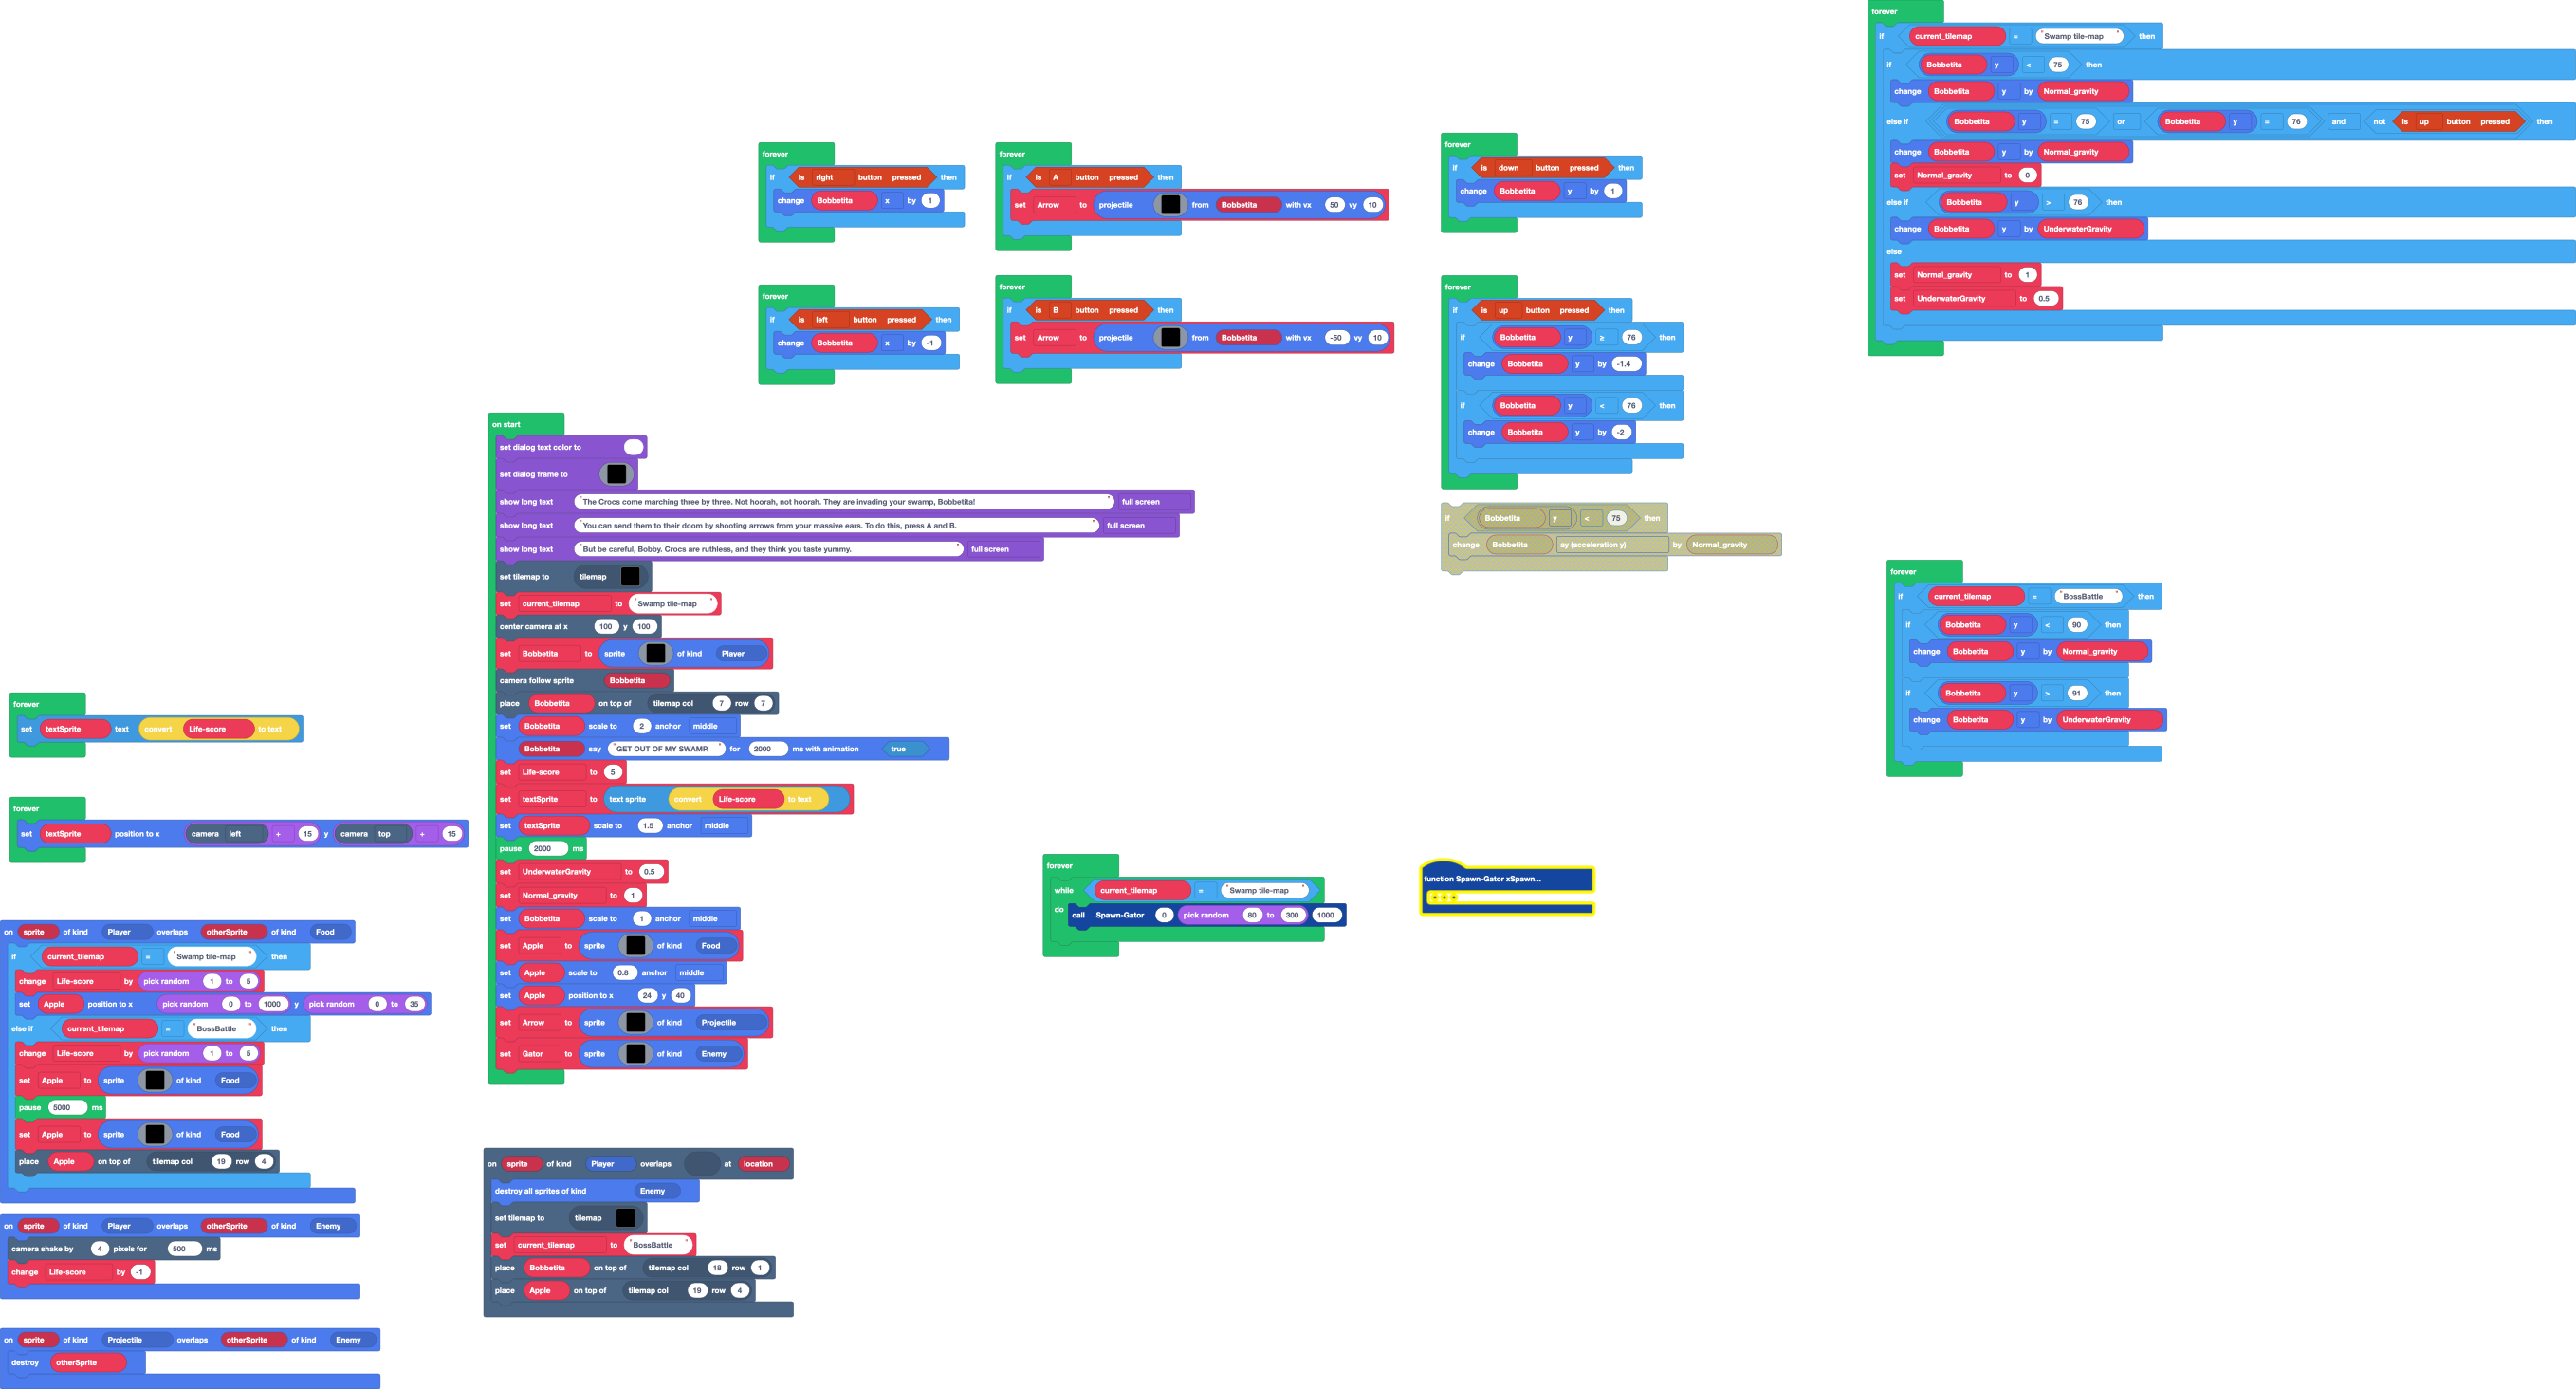 forever
if current_tilemap = "Swamp tile-map" then
if Bobbetita y < 75 then
change Bobbetita y by Normal_gravity
else if Bobbetita y = 75 or Bobbetita y = 76 and not is up button pressed then
change Bobbetita y by Normal_gravity
set Normal_gravity to 0
else if Bobbetita y > 76 then
change Bobbetita y by UnderwaterGravity
else
set Normal_gravity to 1
set UnderwaterGravity to 0.5
forever
if is right button pressed then
change Bobbetita x by 1
forever
if is A button pressed then
set Arrow to projectile from Bobbetita with vx 50 vy 10
forever
if is down button pressed then
change Bobbetita y by 1
forever
if is left button pressed then
change Bobbetita x by -1
forever
if is B button pressed then
set Arrow to projectile from Bobbetita with vx -50 vy 10
forever
if is up button pressed then
if Bobbetita y ≥ 76 then
change Bobbetita y by -1.4
if Bobbetita y < 76 then
change Bobbetita y by -2
if Bobbetita y < 75 then
change Bobbetita ay (acceleration y) by Normal_gravity
on start
set dialog text color to
set dialog frame to
show long text "The Crocs come marching three by three. Not hoorah, not hoorah. They are invading your swamp, Bobbetita!" full screen
show long text "You can send them to their doom by shooting arrows from your massive ears. To do this, press A and B." full screen
show long text "But be careful, Bobby. Crocs are ruthless, and they think you taste yummy." full screen
set tilemap to tilemap
set current_tilemap to "Swamp tile-map"
center camera at x 100 y 100
set Bobbetita to sprite of kind Player
camera follow sprite Bobbetita
place Bobbetita on top of tilemap col 7 row 7
set Bobbetita scale to 2 anchor middle
Bobbetita say "GET OUT OF MY SWAMP." for 2000 ms with animation true
set Life-score to 5
set textSprite to text sprite convert Life-score to text
set textSprite scale to 1.5 anchor middle
pause 2000 ms
set UnderwaterGravity to 0.5
set Normal_gravity to 1
set Bobbetita scale to 1 anchor middle
set Apple to sprite of kind Food
set Apple scale to 0.8 anchor middle
set Apple position to x 24 y 40
set Arrow to sprite of kind Projectile
set Gator to sprite of kind Enemy
forever
if current_tilemap = "BossBattle" then
if Bobbetita y < 90 then
change Bobbetita y by Normal_gravity
if Bobbetita y > 91 then
change Bobbetita y by UnderwaterGravity
forever
set textSprite text convert Life-score to text
forever
set textSprite position to x camera left + 15 y camera top + 15
forever
while current_tilemap = "Swamp tile-map"
do call Spawn-Gator 0 pick random 80 to 300 1000
function Spawn-Gator xSpawn...
on sprite of kind Player overlaps otherSprite of kind Food
if current_tilemap = "Swamp tile-map" then
change Life-score by pick random 1 to 5
set Apple position to x pick random 0 to 1000 y pick random 0 to 35
else if current_tilemap = "BossBattle" then
change Life-score by pick random 1 to 5
set Apple to sprite of kind Food
pause 5000 ms
set Apple to sprite of kind Food
place Apple on top of tilemap col 19 row 4
on sprite of kind Player overlaps otherSprite of kind Enemy
camera shake by 4 pixels for 500 ms
change Life-score by -1
on sprite of kind Projectile overlaps otherSprite of kind Enemy
destroy otherSprite
on sprite of kind Player overlaps at location
destroy all sprites of kind Enemy
set tilemap to tilemap
set current_tilemap to "BossBattle"
place Bobbetita on top of tilemap col 18 row 1
place Apple on top of tilemap col 19 row 4